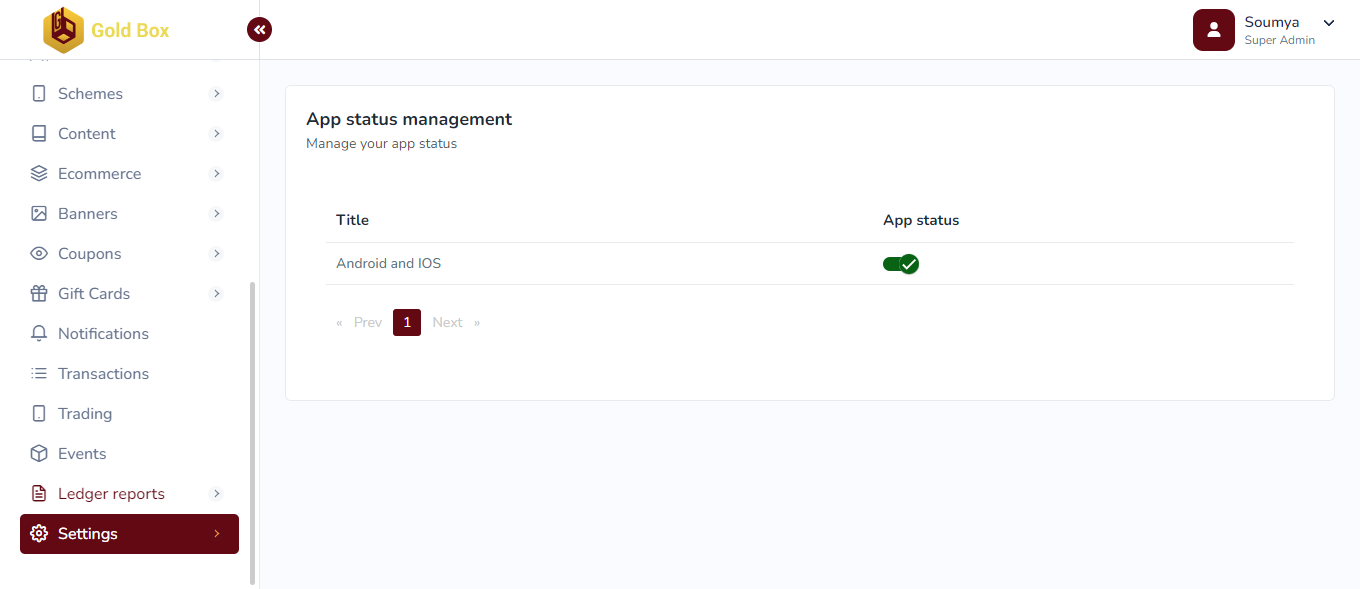 Gold Box
Soumya
Super Admin
Schemes
Content
Ecommerce
Banners
Coupons
Gift Cards
Notifications
Transactions
Trading
Events
Ledger reports
Settings
App status management
Manage your app status
Title App status
Android and IOS
« Prev 1 Next »